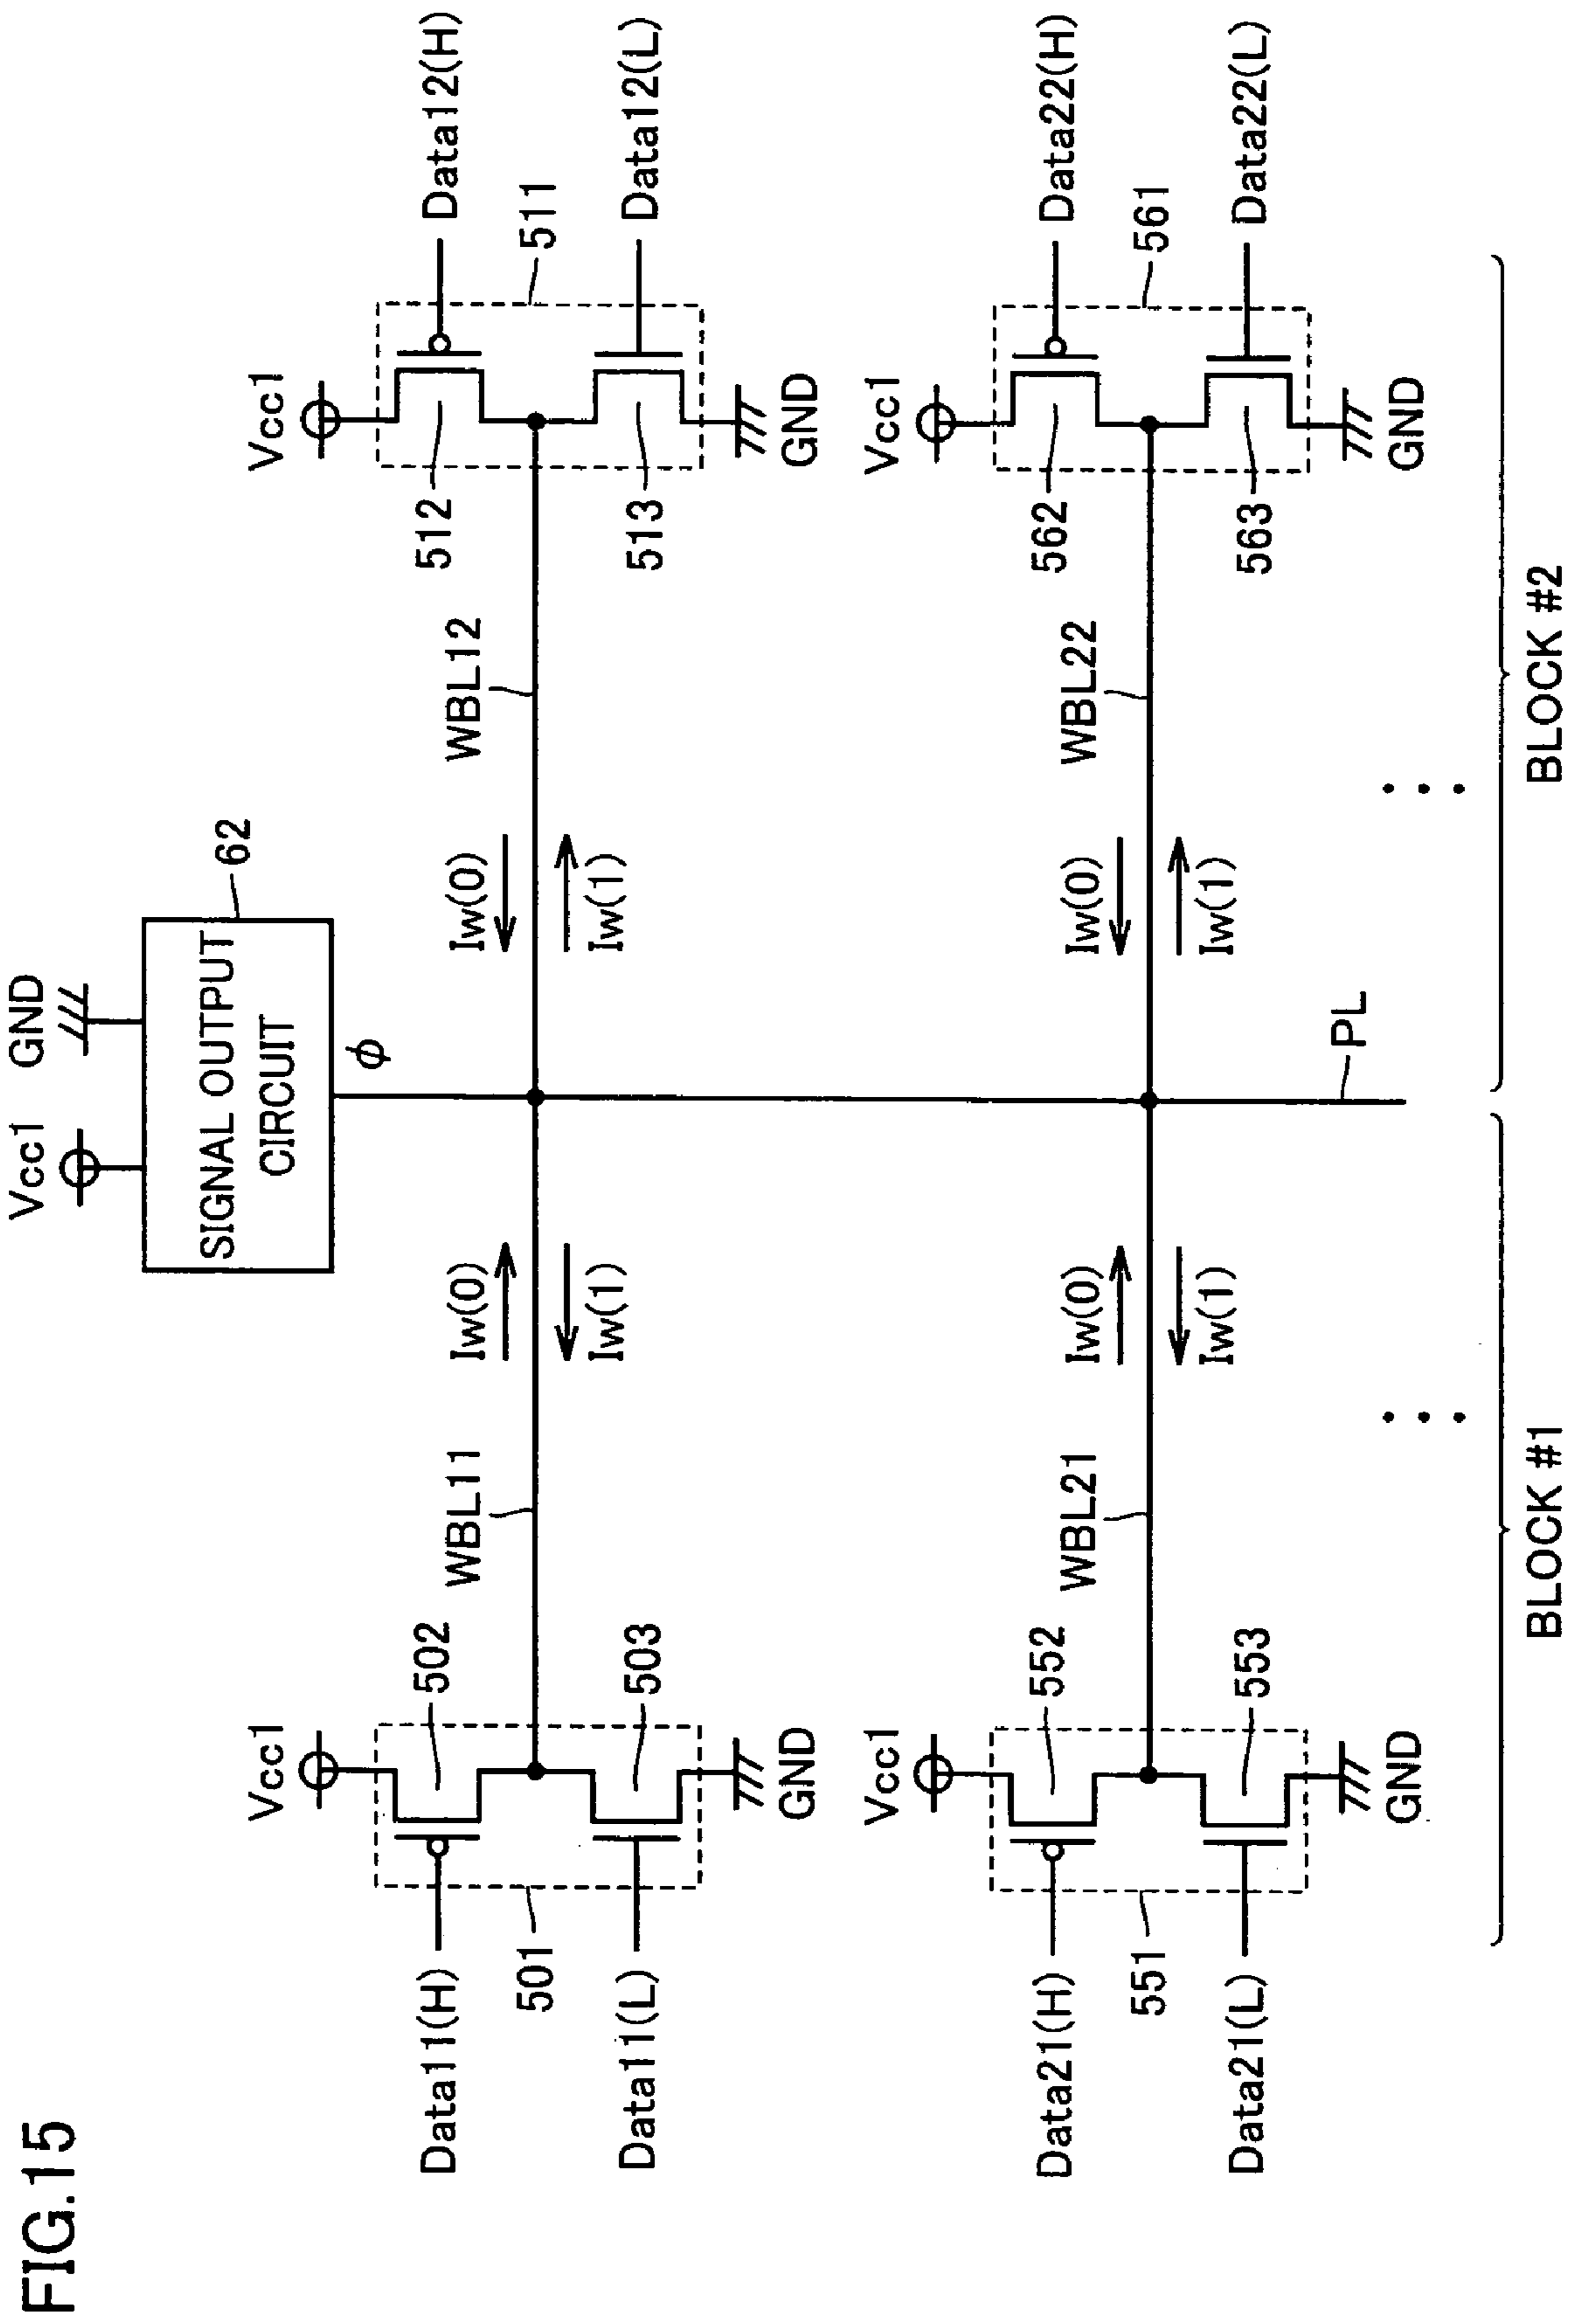 FIG.15
Vcc1
GND
SIGNAL OUTPUT
CIRCUIT
62
φ
Vcc1
Vcc1
Data11(H)
502
Iw(0)
Iw(0)
512
Data12(H)
WBL11
WBL12
501
511
Data11(L)
503
Iw(1)
Iw(1)
513
Data12(L)
GND
GND
Vcc1
Vcc1
Data21(H)
552
Iw(0)
Iw(0)
562
Data22(H)
WBL21
WBL22
551
561
Data21(L)
553
Iw(1)
Iw(1)
563
Data22(L)
PL
GND
GND
BLOCK #1
BLOCK #2